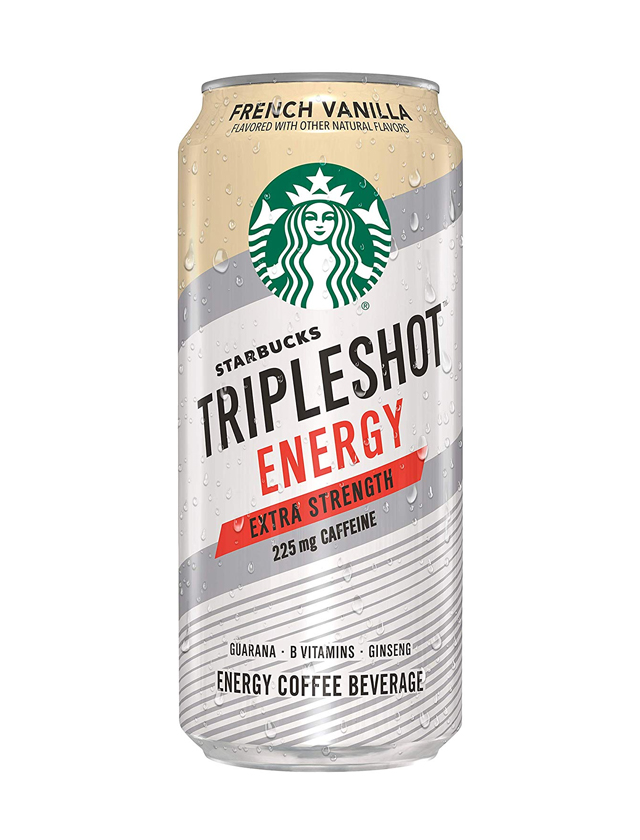 FRENCH VANILLA
FLAVORED WITH OTHER NATURAL FLAVORS
®
STARBUCKS
TRIPLESHOT™
ENERGY
EXTRA STRENGTH
225 mg CAFFEINE
GUARANA · B VITAMINS · GINSENG
ENERGY COFFEE BEVERAGE